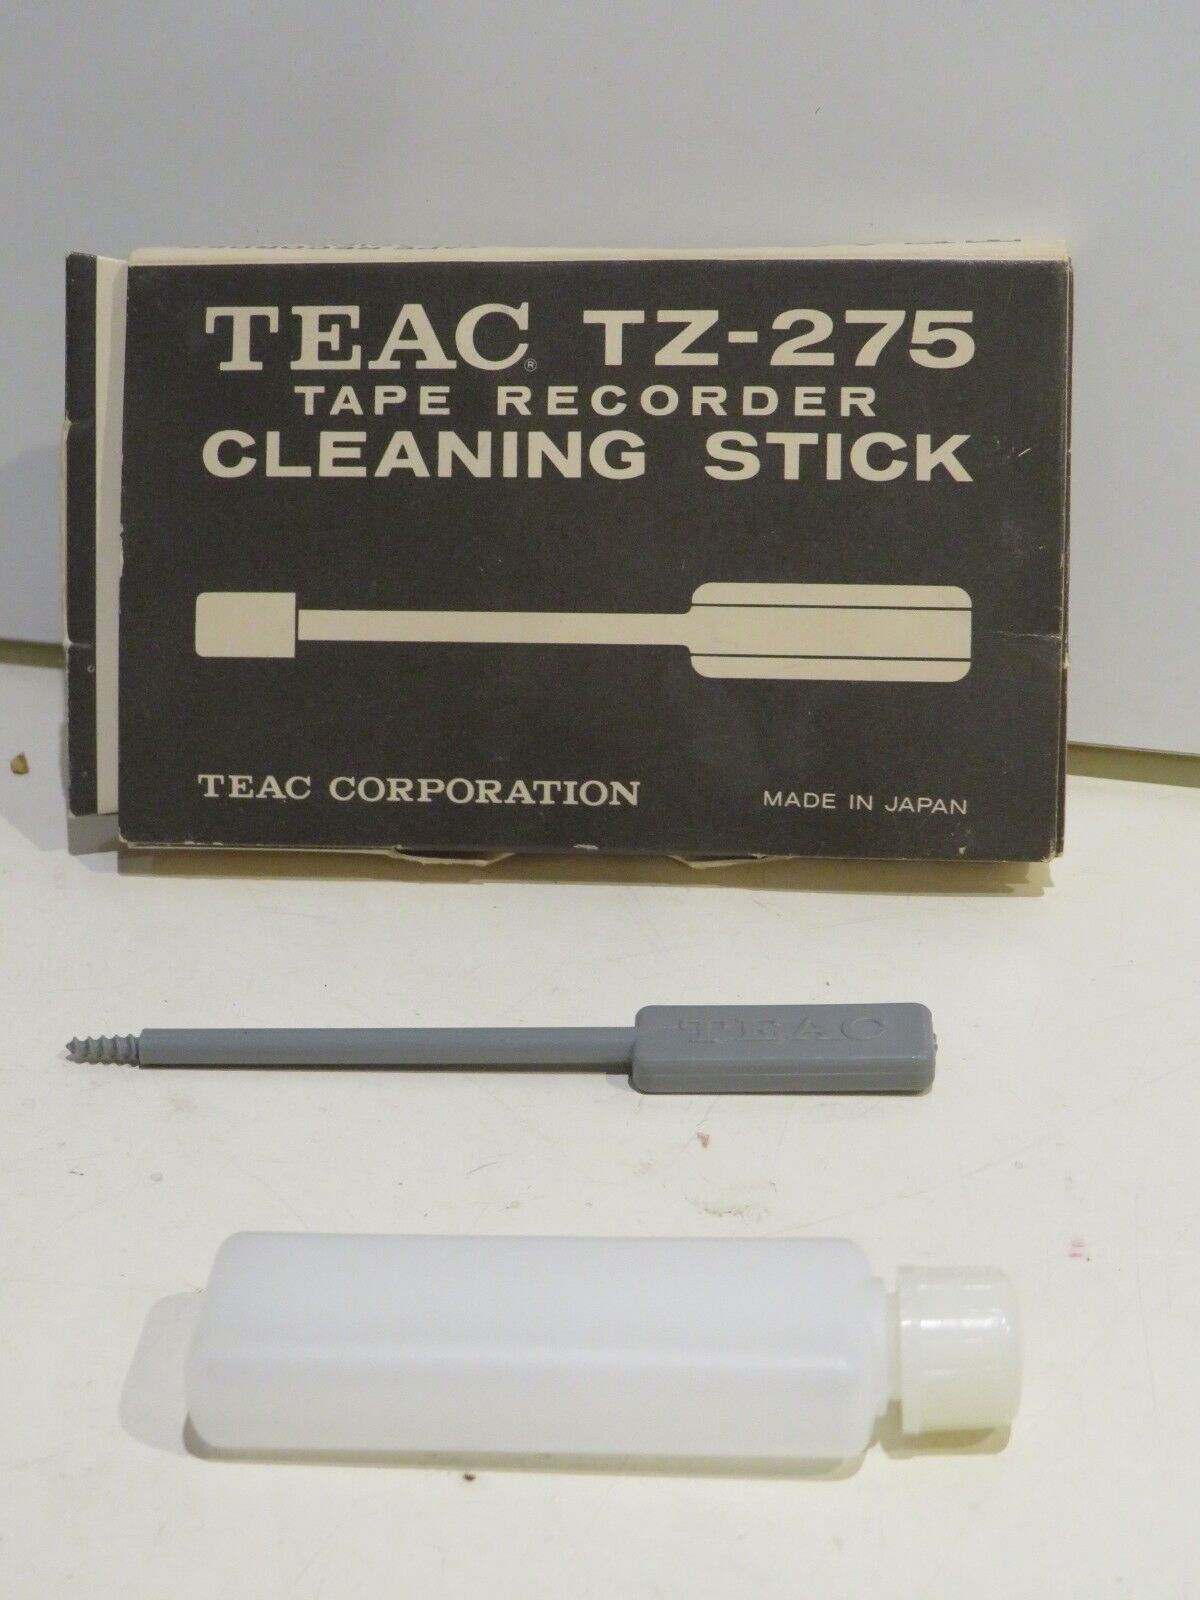 TEAC® TZ-275
TAPE RECORDER
CLEANING STICK
TEAC CORPORATION
MADE IN JAPAN
TEAC